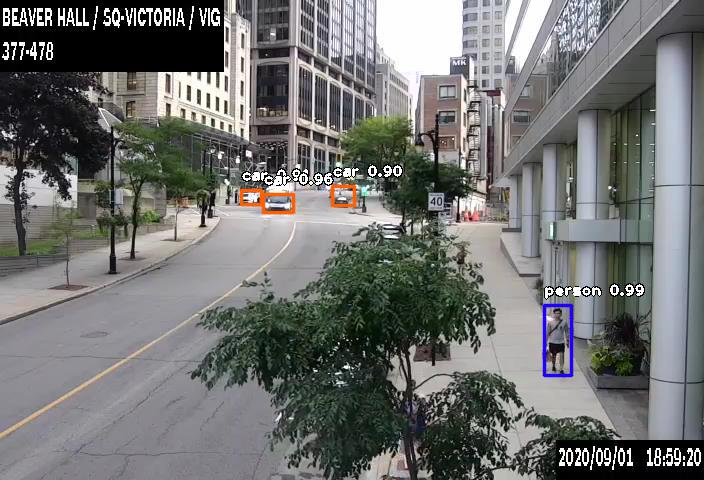 BEAVER HALL / SQ-VICTORIA / VIG
377-478
MK
car 0.96
car 0.90
40
person 0.99
2020/09/01 18:59:20